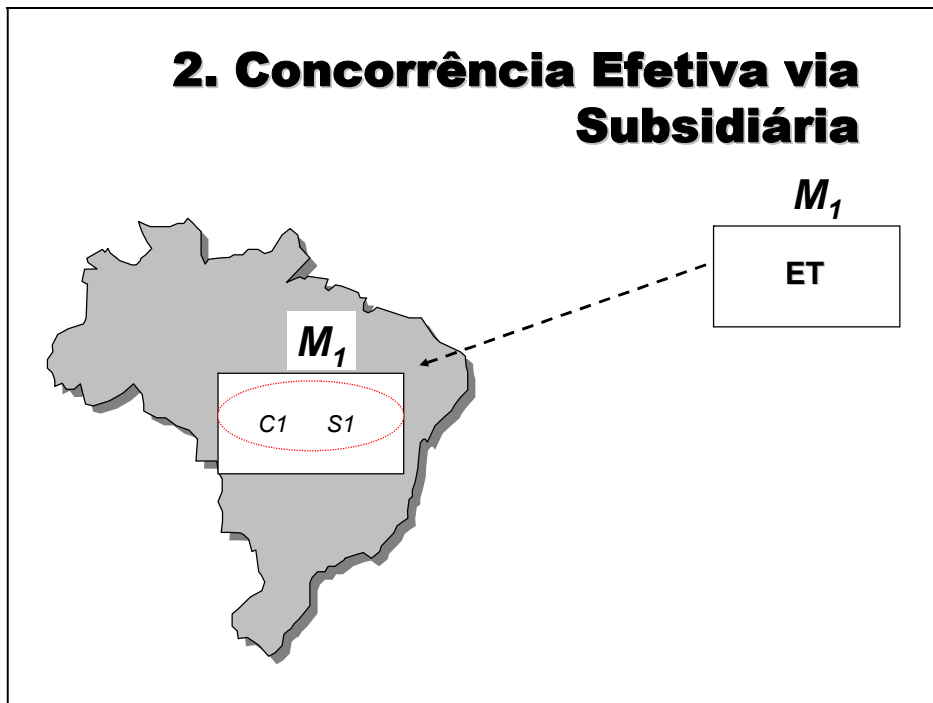 2. Concorrência Efetiva via
Subsidiária
M1
ET
M1
C1 S1